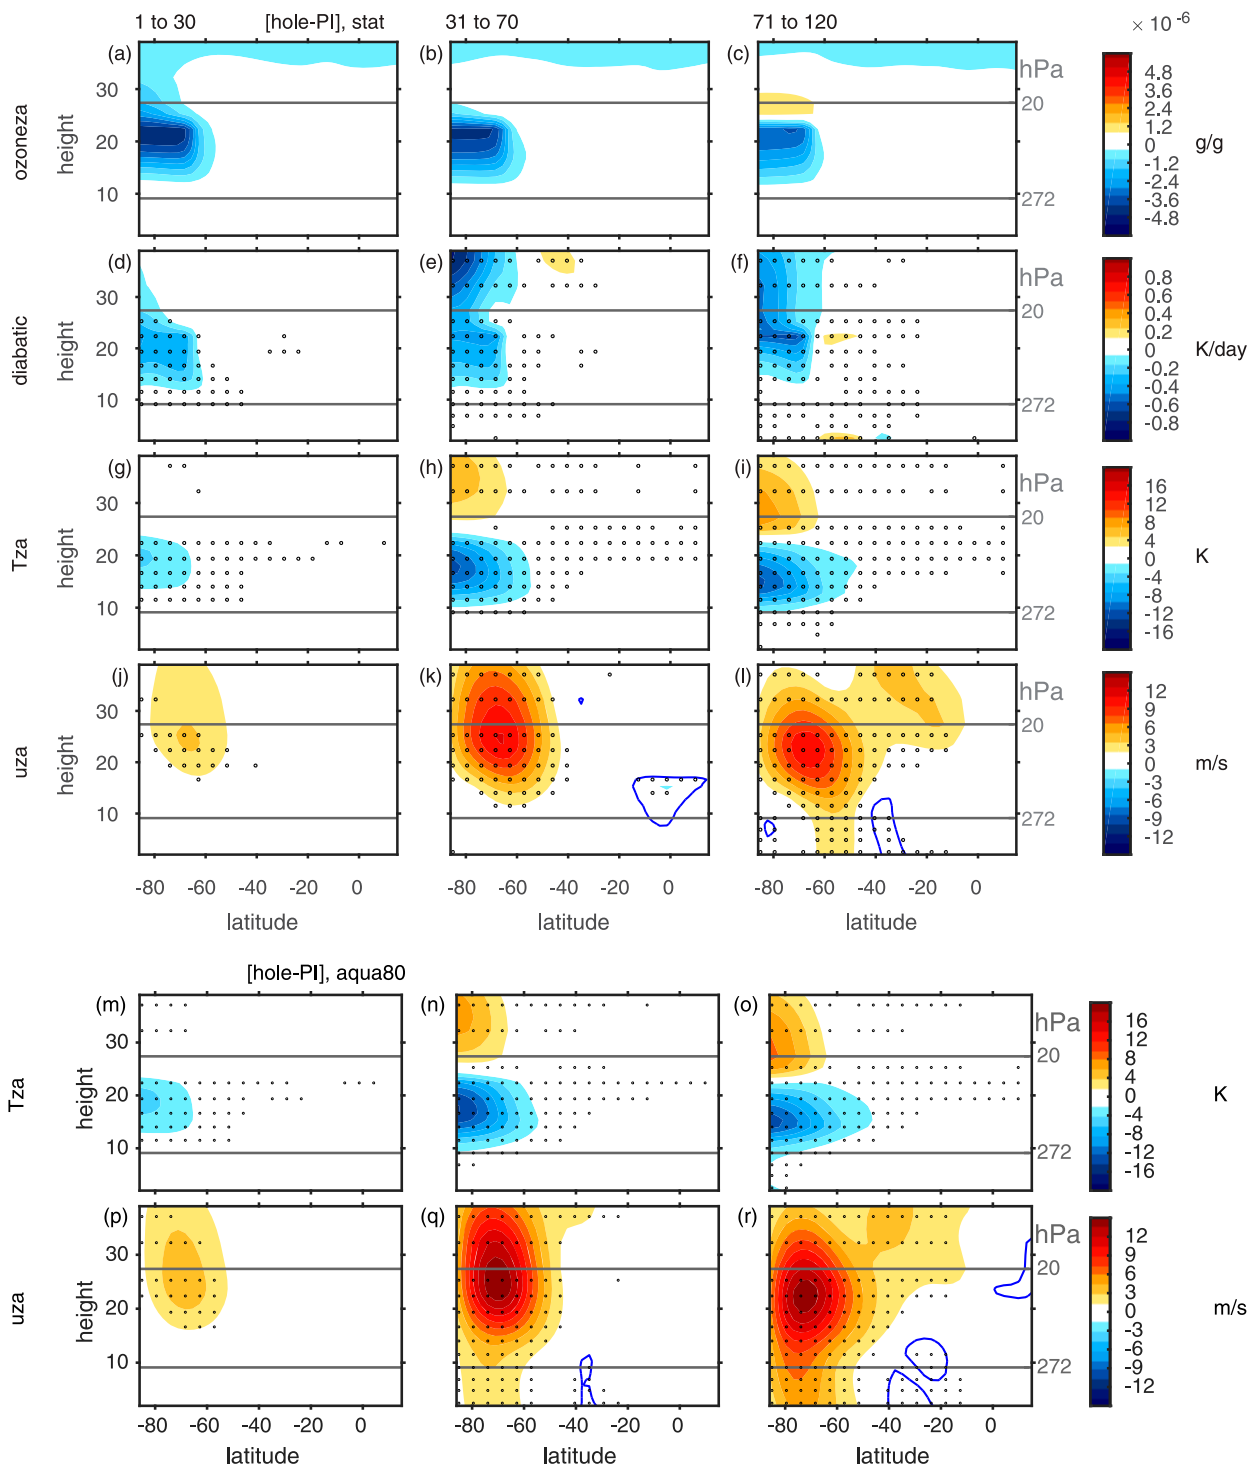 1 to 30 [hole-PI], stat 31 to 70 71 to 120 × 10 -6
(a) (b) (c) hPa
ozoneza height 30 20 10 20 272 4.8 3.6 2.4 1.2 0 -1.2 -2.4 -3.6 -4.8 g/g
(d) (e) (f) hPa
diabatic height 30 20 10 20 272 0.8 0.6 0.4 0.2 0 -0.2 -0.4 -0.6 -0.8 K/day
(g) (h) (i) hPa
Tza height 30 20 10 20 272 16 12 8 4 0 -4 -8 -12 -16 K
(j) (k) (l) hPa
uza height 30 20 10 20 272 12 9 6 3 0 -3 -6 -9 -12 m/s
-80 -60 -40 -20 0 -80 -60 -40 -20 0 -80 -60 -40 -20 0
latitude latitude latitude
[hole-PI], aqua80
(m) (n) (o) hPa
Tza height 30 20 10 20 272 16 12 8 4 0 -4 -8 -12 -16 K
(p) (q) (r) hPa
uza height 30 20 10 20 272 12 9 6 3 0 -3 -6 -9 -12 m/s
-80 -60 -40 -20 0 -80 -60 -40 -20 0 -80 -60 -40 -20 0
latitude latitude latitude